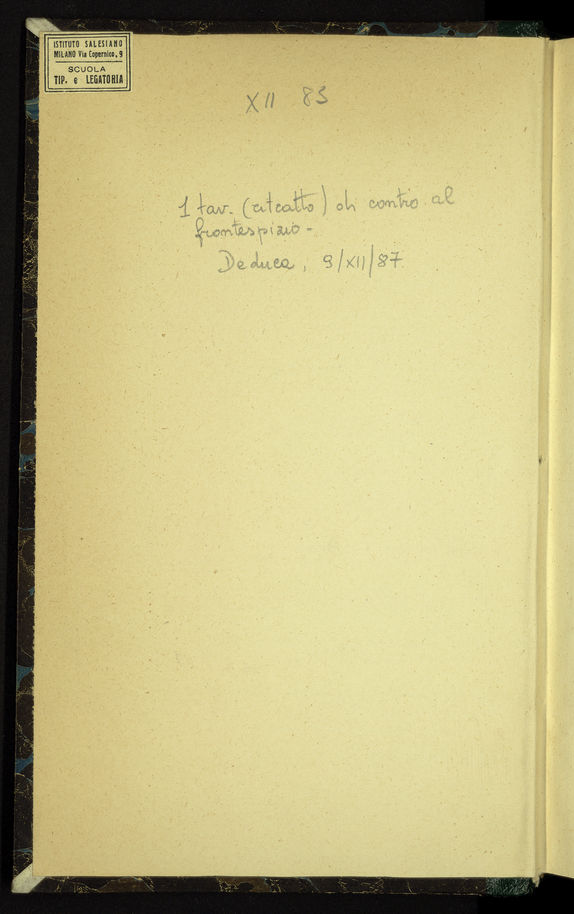 ISTITUTO SALESIANO
MILANO Via Copernico, 9
SCUOLA
TIP. e LEGATORIA
XII 83
1 tav. (ritratto) di contro al
frontespizio -
Deduca, 9/XII/87.